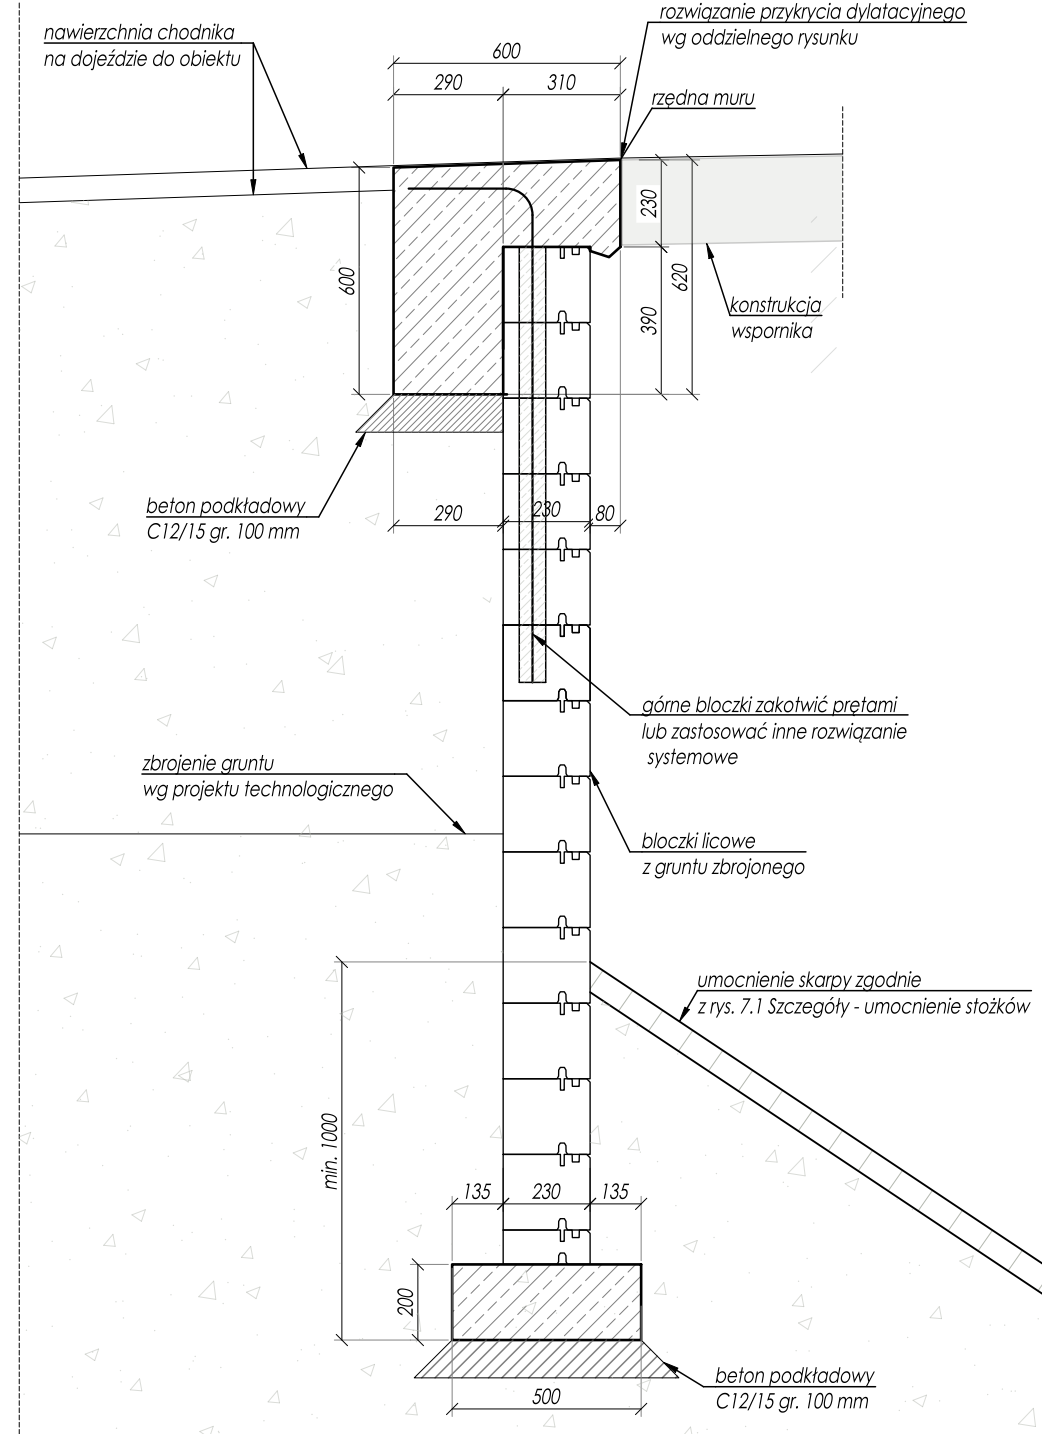 rozwiązanie przykrycia dylatacyjnego
wg oddzielnego rysunku
nawierzchnia chodnika
na dojeździe do obiektu
600
290
310
rzędna muru
230
600
620
390
konstrukcja
wspornika
beton podkładowy
C12/15 gr. 100 mm
290
230
80
górne bloczki zakotwić prętami
lub zastosować inne rozwiązanie
systemowe
zbrojenie gruntu
wg projektu technologicznego
bloczki licowe
z gruntu zbrojonego
umocnienie skarpy zgodnie
z rys. 7.1 Szczegóły - umocnienie stożków
min. 1000
135
230
135
200
beton podkładowy
C12/15 gr. 100 mm
500